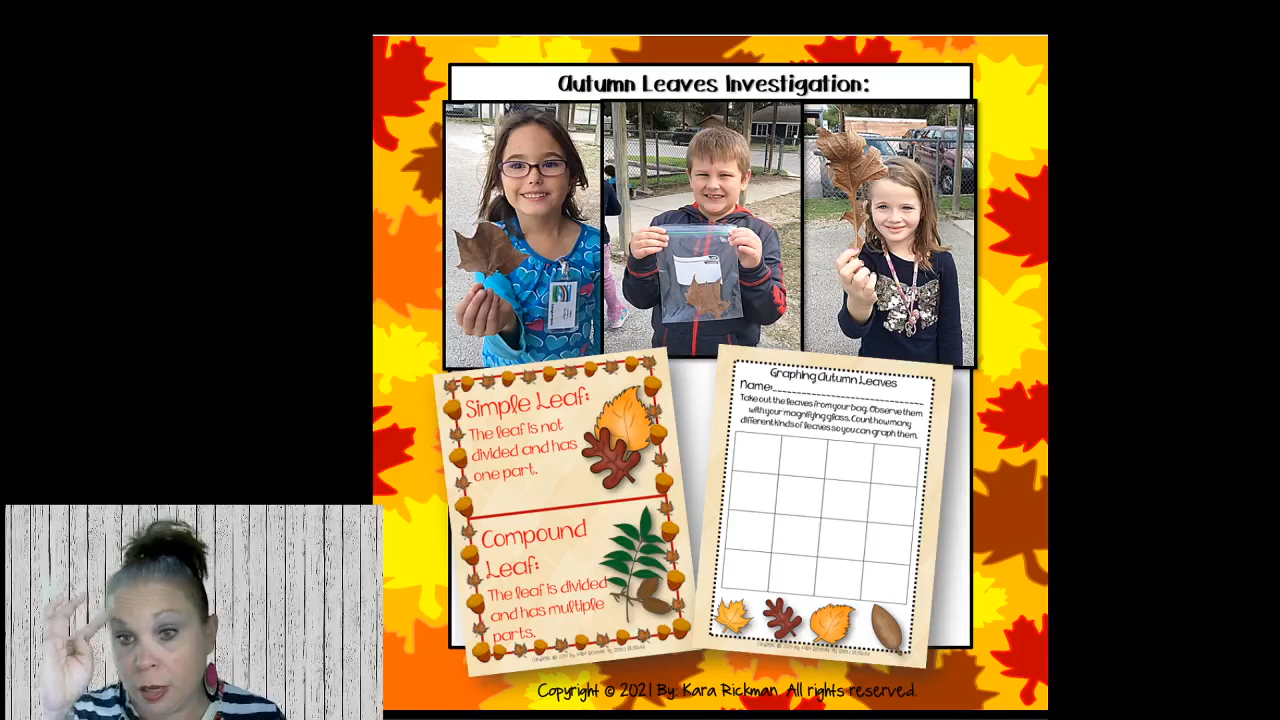 Autumn Leaves Investigation:
Simple Leaf:
The leaf is not
divided and has
one part.
Compound
Leaf:
The leaf is divided
and has multiple
parts.
Graphing Autumn Leaves
Name:
Take out the leaves from your bag. Observe them
with your magnifying glass. Count how many
different kinds of leaves so you can graph them.
Copyright © 2021 By: Kara Rickman All rights reserved.